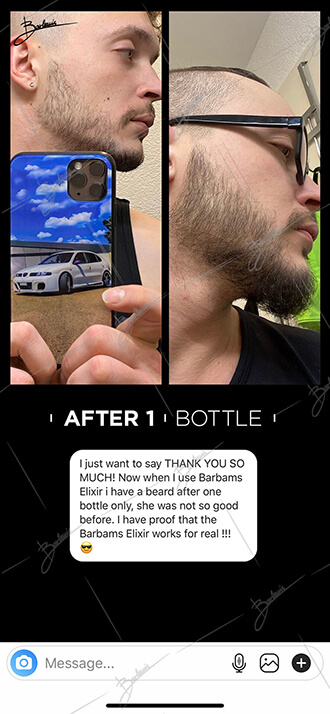 Barbams
AFTER 1 BOTTLE
I just want to say THANK YOU SO
MUCH! Now when I use Barbams
Elixir i have a beard after one
bottle only, she was not so good
before. I have proof that the
Barbams Elixir works for real !!!
😎
Message...